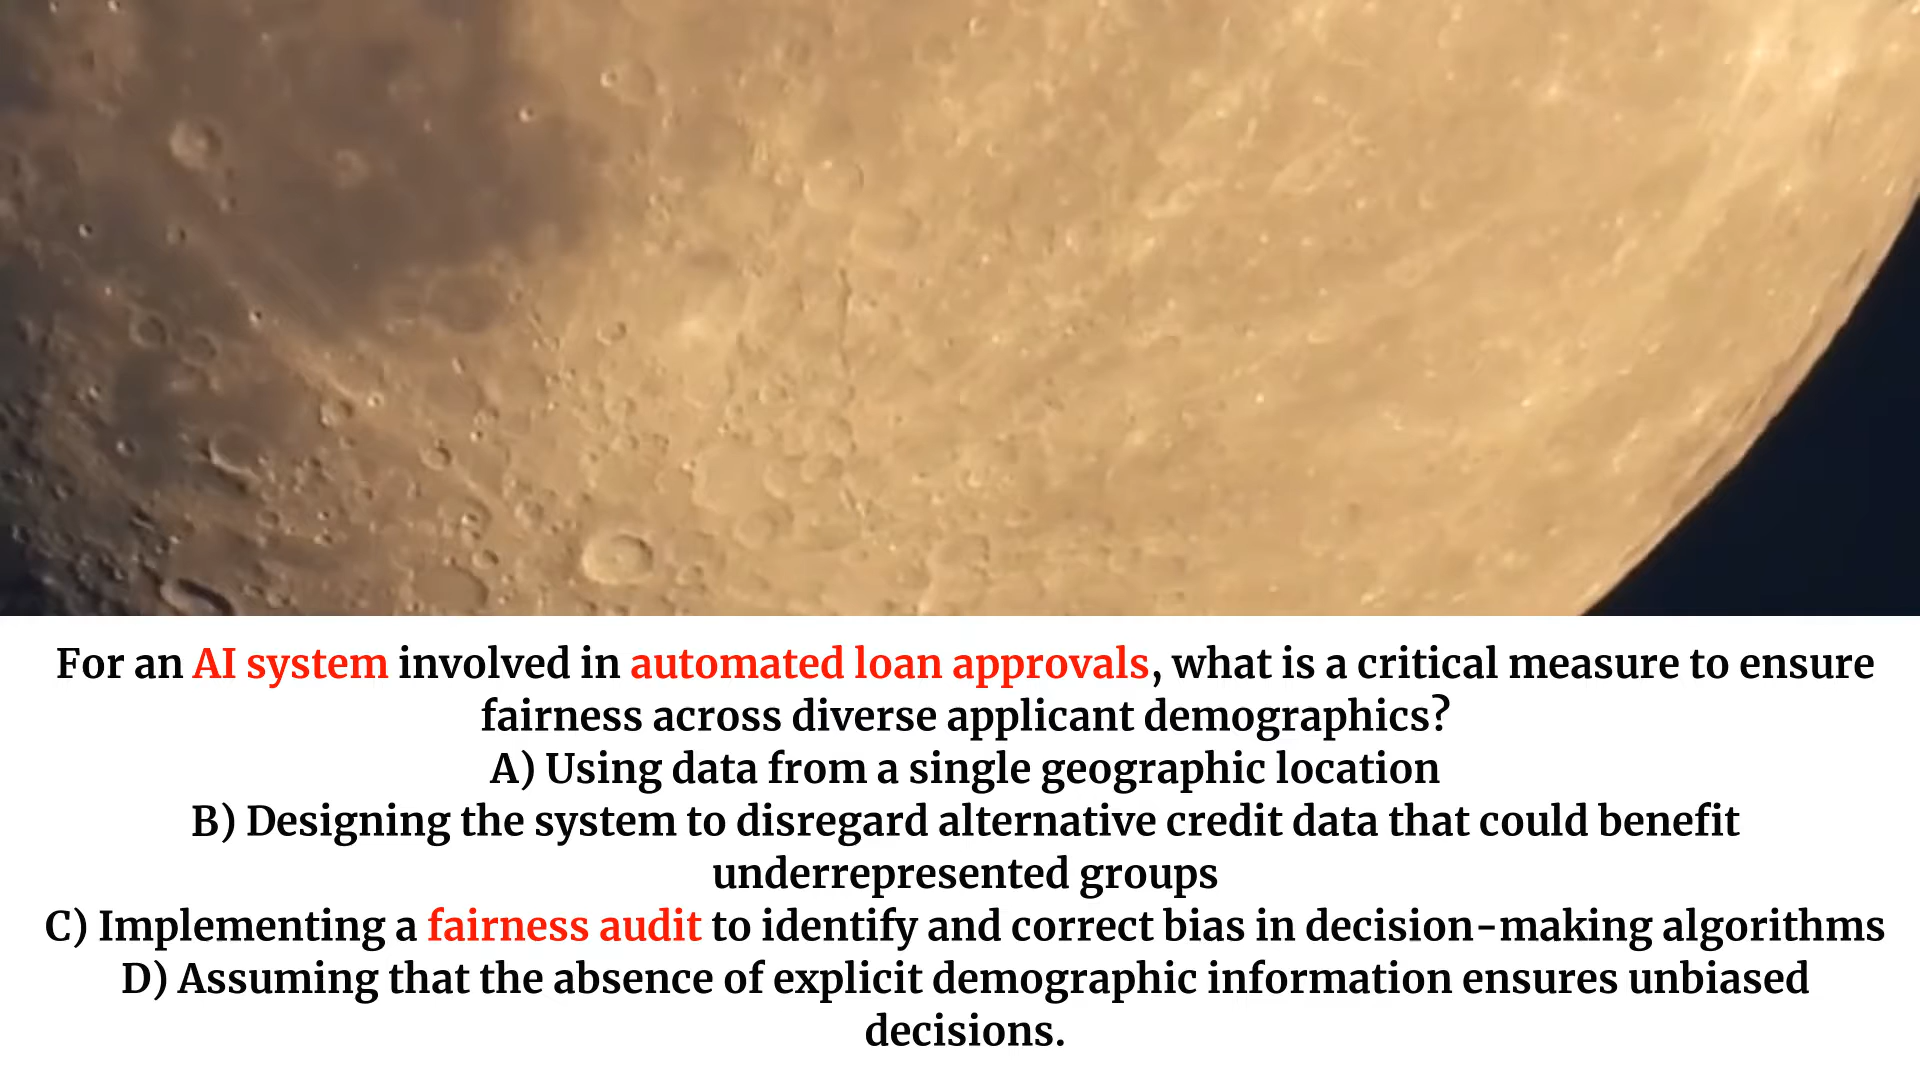 For an AI system involved in automated loan approvals, what is a critical measure to ensure
fairness across diverse applicant demographics?
A) Using data from a single geographic location
B) Designing the system to disregard alternative credit data that could benefit
underrepresented groups
C) Implementing a fairness audit to identify and correct bias in decision-making algorithms
D) Assuming that the absence of explicit demographic information ensures unbiased
decisions.